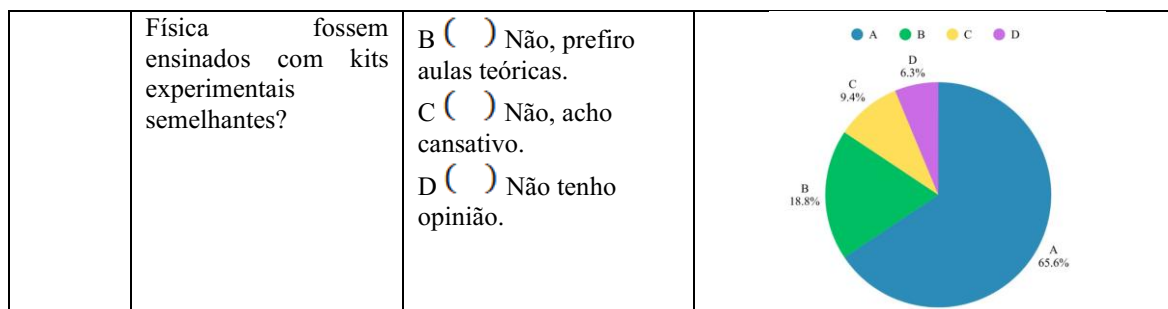 Física fossem
ensinados com kits
experimentais
semelhantes?
B ( ) Não, prefiro
aulas teóricas.
C ( ) Não, acho
cansativo.
D ( ) Não tenho
opinião.
A B C D
D
6.3%
C
9.4%
B
18.8%
A
65.6%